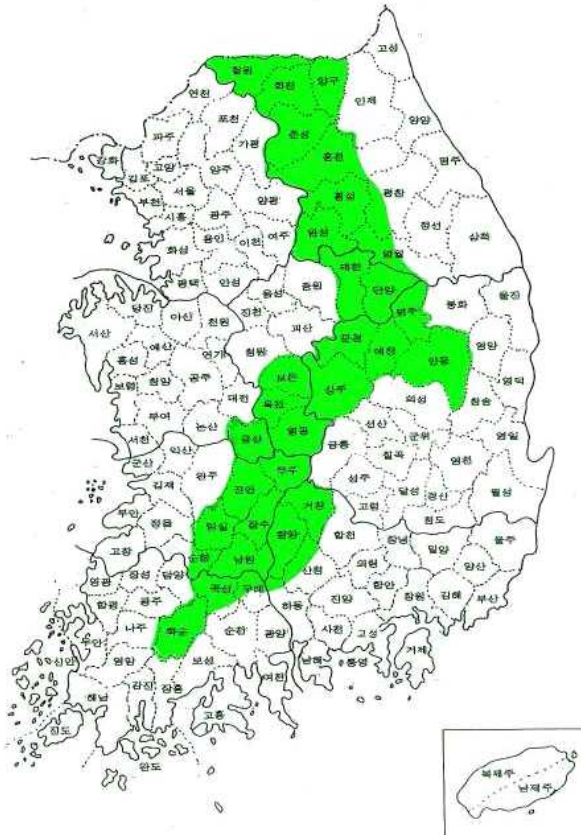 고성
철원
화천
양구
인제
연천
포천
양양
파주
춘성
가평
홍천
명주
강화
고양
양주
김포
서울
횡성
평창
부천
양평
정선
시흥
광주
삼척
용인
이천
여주
원성
화성
영월
평택
안성
제천
단양
당진
음성
중원
봉화
울진
서산
아산
천원
진천
괴산
영주
예산
연기
청원
문경
예천
안동
영양
홍성
보은
보령
청양
공주
상주
영덕
대전
옥천
의성
청송
부여
논산
선산
군위
서천
금산
영동
금릉
영일
군산
익산
칠곡
영천
완주
무주
성주
김제
진안
달성
경산
월성
거창
고령
부안
청도
정읍
임실
장수
함양
합천
창녕
울주
고창
밀양
순창
남원
산청
의령
양산
영광
장성
담양
곡성
구례
함안
창원
김해
부산
함평
광주
하동
진양
나주
화순
순천
광양
사천
고성
거제
무안
신안
영암
보성
남해
통영
여천
강진
장흥
해남
고흥
진도
완도
북제주
남제주